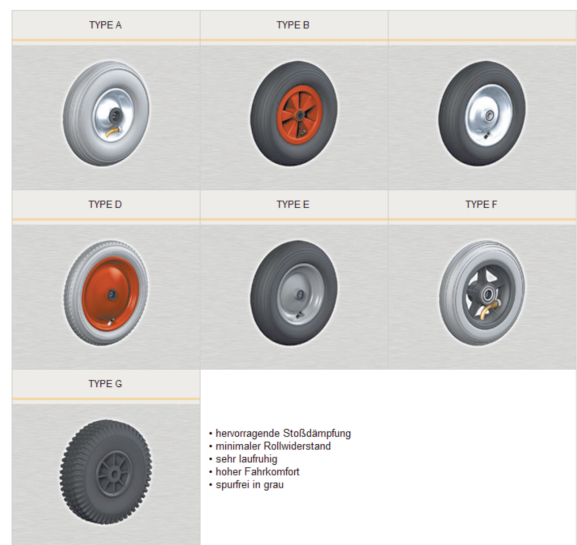 TYPE A
TYPE B
TYPE D
TYPE E
TYPE F
TYPE G
• hervorragende Stoßdämpfung
• minimaler Rollwiderstand
• sehr laufruhig
• hoher Fahrkomfort
• spurfrei in grau